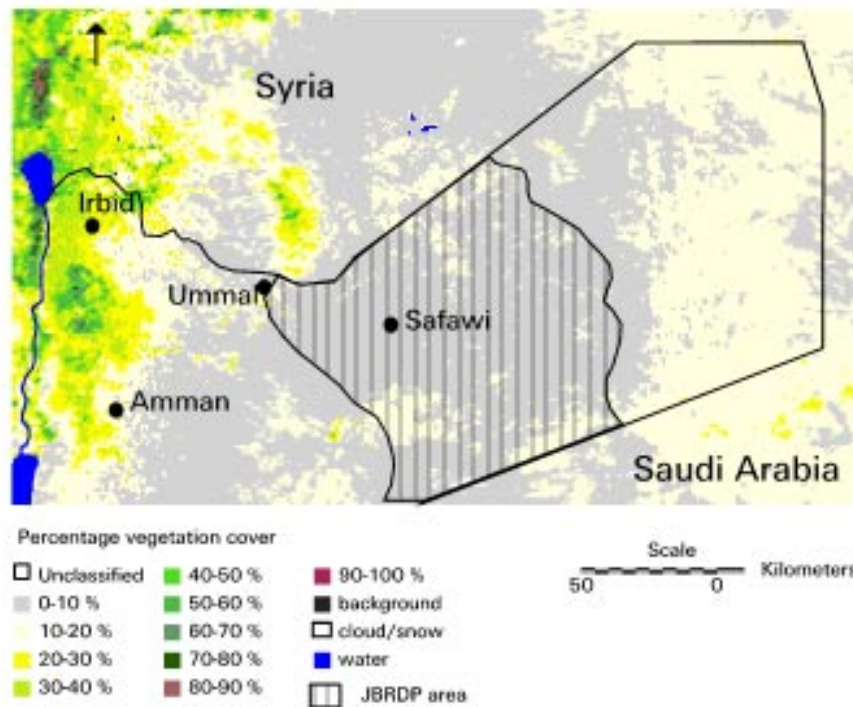 Syria
Irbid
Ummal
Safawi
Amman
Saudi Arabia
Percentage vegetation cover
Unclassified
0-10 %
10-20 %
20-30 %
30-40 %
40-50 %
50-60 %
60-70 %
70-80 %
80-90 %
90-100 %
background
cloud/snow
water
JBRDP area
Scale
50 0 Kilometers